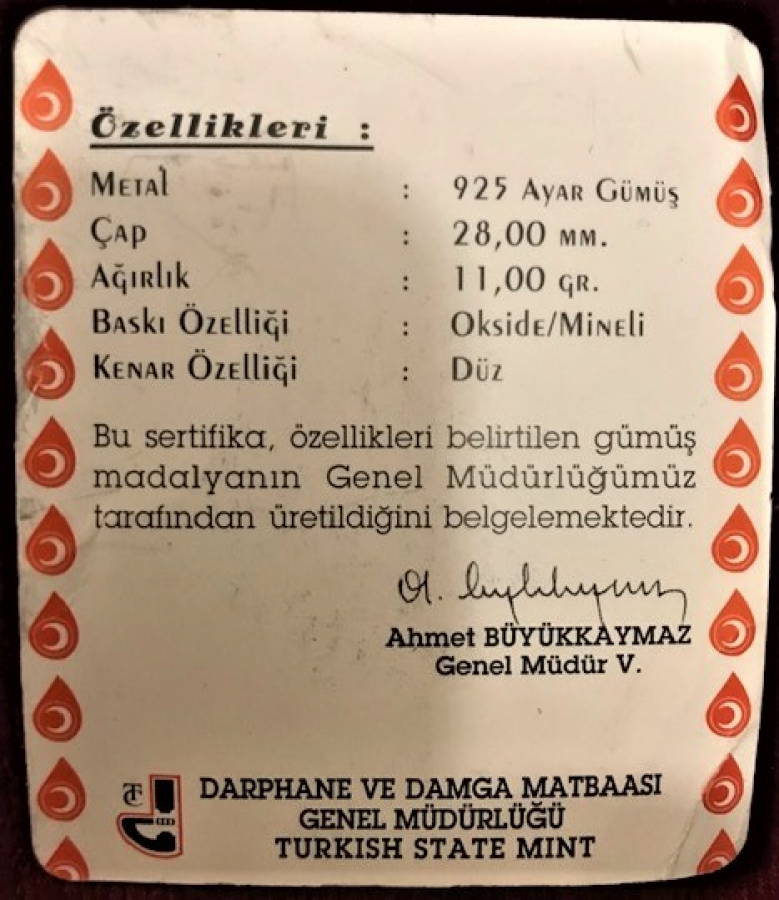 Özellikleri :
Metal : 925 Ayar Gümüş
Çap : 28,00 mm.
Ağırlık : 11,00 gr.
Baskı Özelliği : Okside/Mineli
Kenar Özelliği : Düz
Bu sertifika, özellikleri belirtilen gümüş
madalyanın Genel Müdürlüğümüz
tarafından üretildiğini belgelemektedir.
Ahmet BÜYÜKKAYMAZ
Genel Müdür V.
TC
DARPHANE VE DAMGA MATBAASI
GENEL MÜDÜRLÜĞÜ
TURKISH STATE MINT